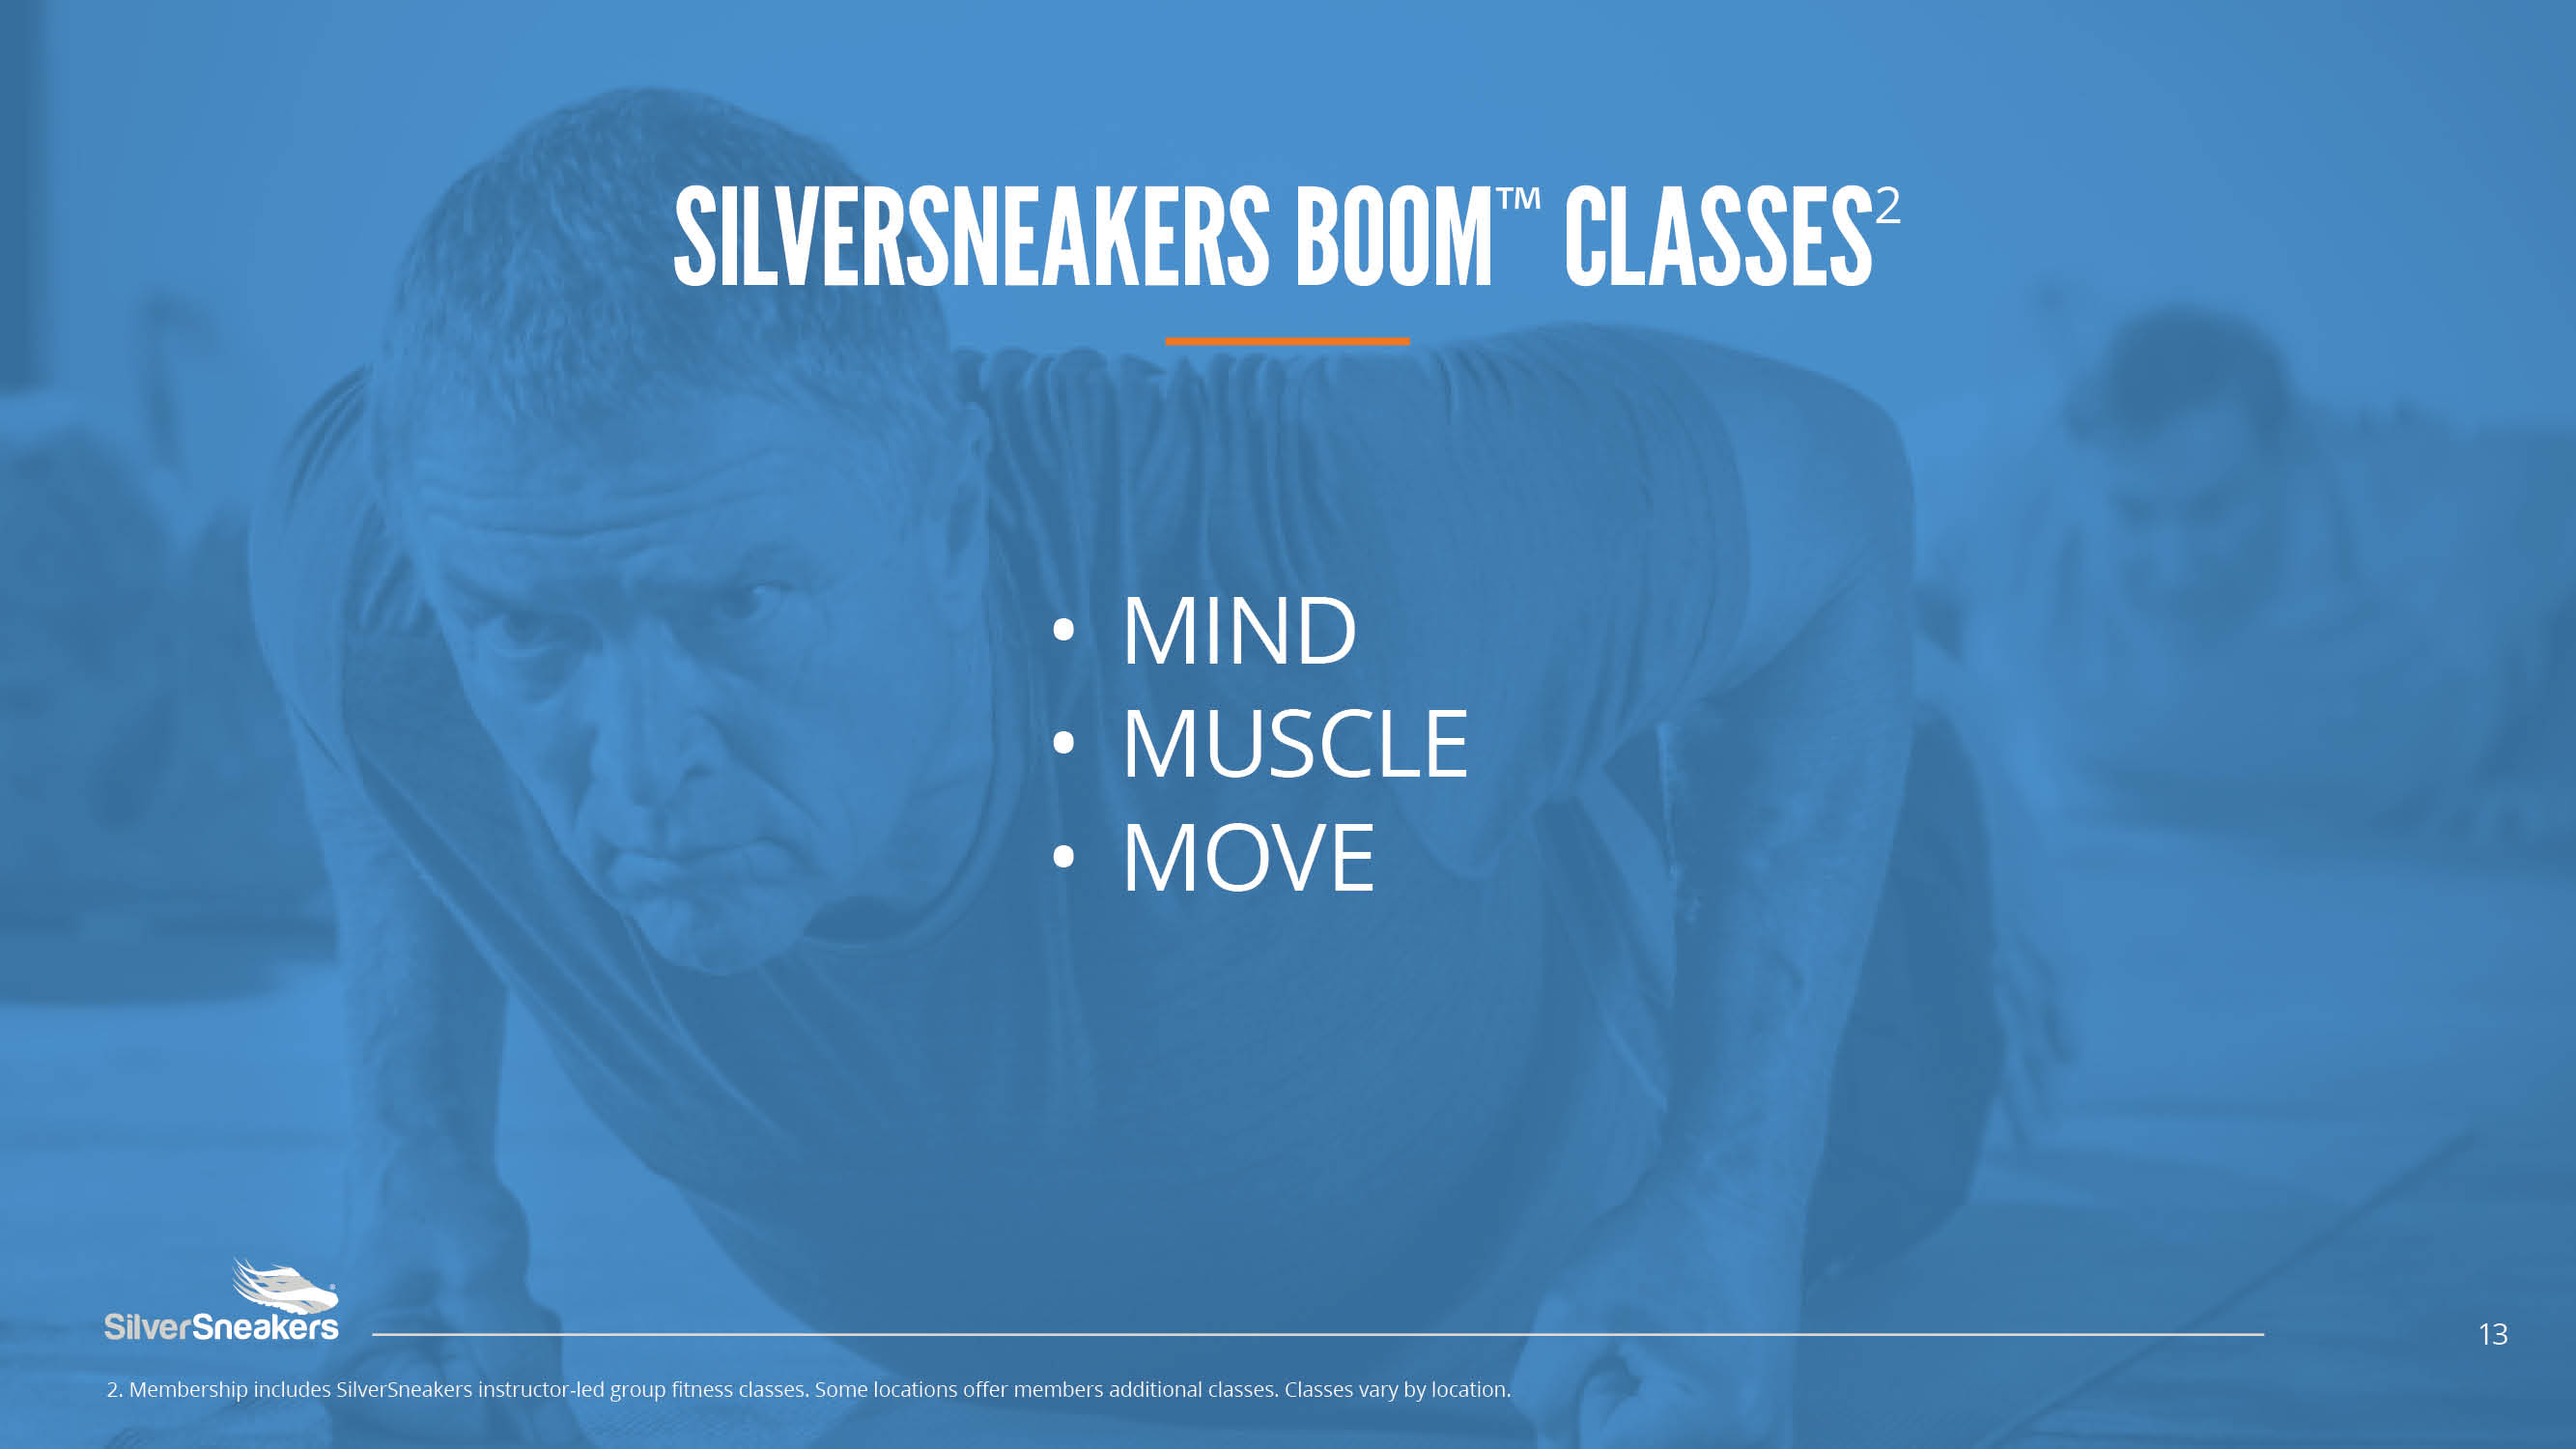 SILVERSNEAKERS BOOM™ CLASSES²
• MIND
• MUSCLE
• MOVE
SilverSneakers®
13
2. Membership includes SilverSneakers instructor-led group fitness classes. Some locations offer members additional classes. Classes vary by location.